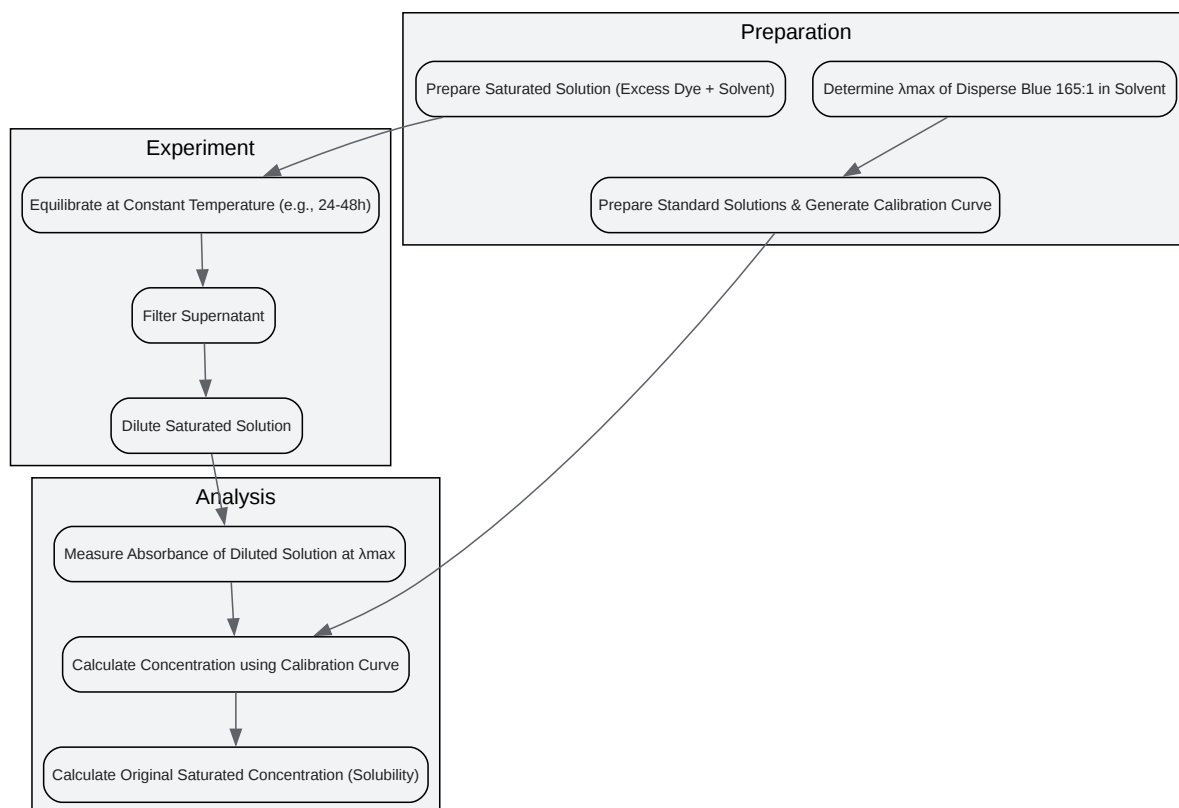 Preparation
Prepare Saturated Solution (Excess Dye + Solvent)
Determine λmax of Disperse Blue 165:1 in Solvent
Prepare Standard Solutions & Generate Calibration Curve
Experiment
Equilibrate at Constant Temperature (e.g., 24-48h)
Filter Supernatant
Dilute Saturated Solution
Analysis
Measure Absorbance of Diluted Solution at λmax
Calculate Concentration using Calibration Curve
Calculate Original Saturated Concentration (Solubility)